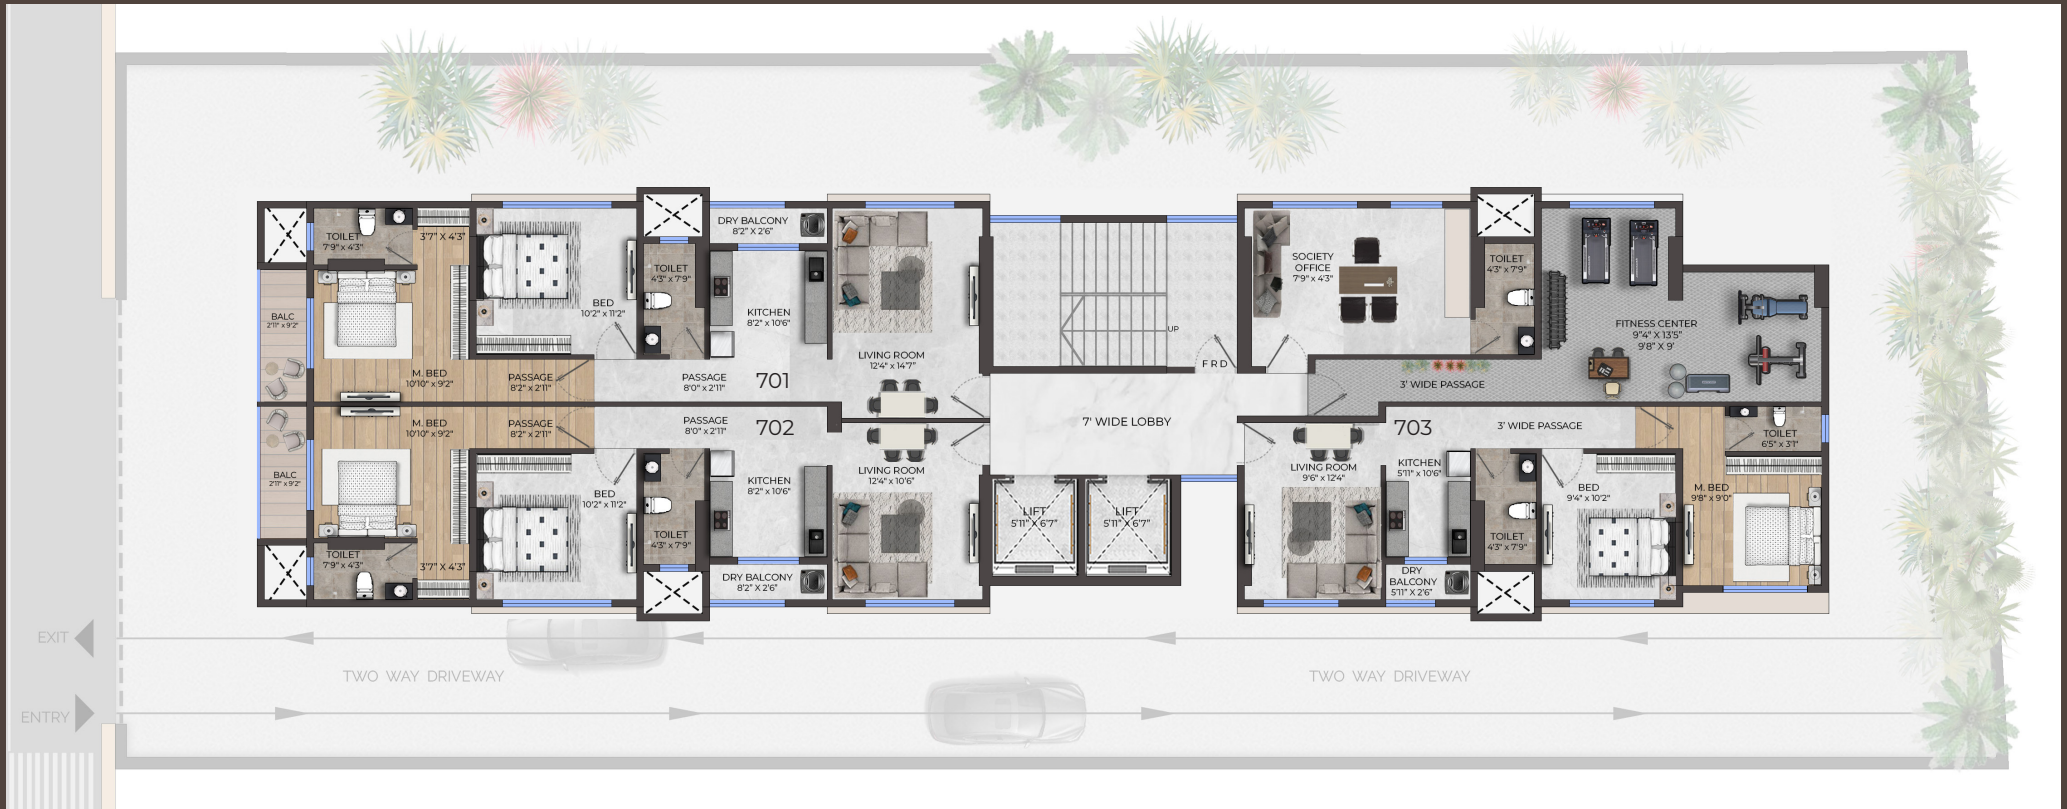 TOILET
7'9" x 4'3"
3'7" X 4'3"
BED
10'2" x 11'2"
TOILET
4'3" x 7'9"
DRY BALCONY
8'2" X 2'6"
KITCHEN
8'2" x 10'6"
LIVING ROOM
12'4" x 14'7"
BALC
2'11" x 9'2"
M. BED
10'10" x 9'2"
PASSAGE
8'2" x 2'11"
PASSAGE
8'0" x 2'11"
701
UP
F R D
SOCIETY
OFFICE
7'9" x 4'3"
TOILET
4'3" x 7'9"
FITNESS CENTER
9'4" X 13'5"
9'8" X 9'
3' WIDE PASSAGE
7' WIDE LOBBY
M. BED
10'10" x 9'2"
PASSAGE
8'2" x 2'11"
PASSAGE
8'0" x 2'11"
702
BALC
2'11" x 9'2"
BED
10'2" x 11'2"
KITCHEN
8'2" x 10'6"
LIVING ROOM
12'4" x 10'6"
TOILET
4'3" x 7'9"
TOILET
7'9" x 4'3"
3'7" X 4'3"
DRY BALCONY
8'2" X 2'6"
LIFT
5'11" X 6'7"
LIFT
5'11" X 6'7"
703
3' WIDE PASSAGE
LIVING ROOM
9'6" x 12'4"
KITCHEN
5'11" x 10'6"
TOILET
6'5" x 3'1"
BED
9'4" x 10'2"
M. BED
9'8" x 9'0"
TOILET
4'3" x 7'9"
DRY
BALCONY
5'11" X 2'6"
EXIT
TWO WAY DRIVEWAY
TWO WAY DRIVEWAY
ENTRY